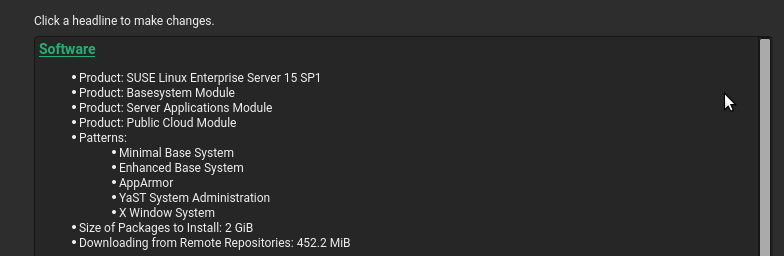 Click a headline to make changes.
Software
• Product: SUSE Linux Enterprise Server 15 SP1
• Product: Basesystem Module
• Product: Server Applications Module
• Product: Public Cloud Module
• Patterns:
• Minimal Base System
• Enhanced Base System
• AppArmor
• YaST System Administration
• X Window System
• Size of Packages to Install: 2 GiB
• Downloading from Remote Repositories: 452.2 MiB